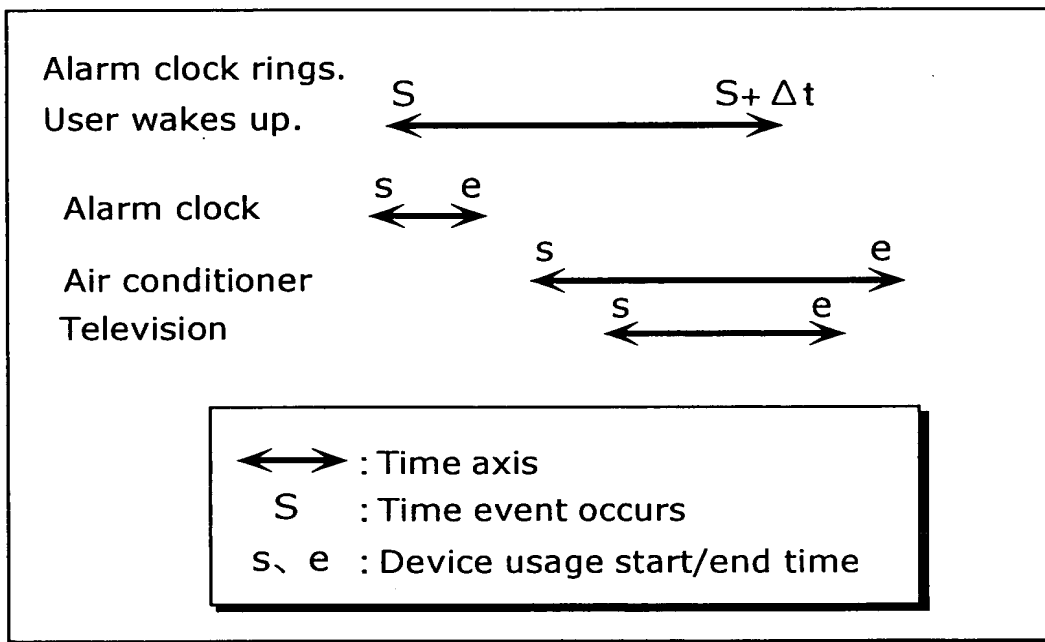 Alarm clock rings.
S S+ Δt
User wakes up.
s e
Alarm clock
s e
Air conditioner
s e
Television
: Time axis
S : Time event occurs
s、e : Device usage start/end time